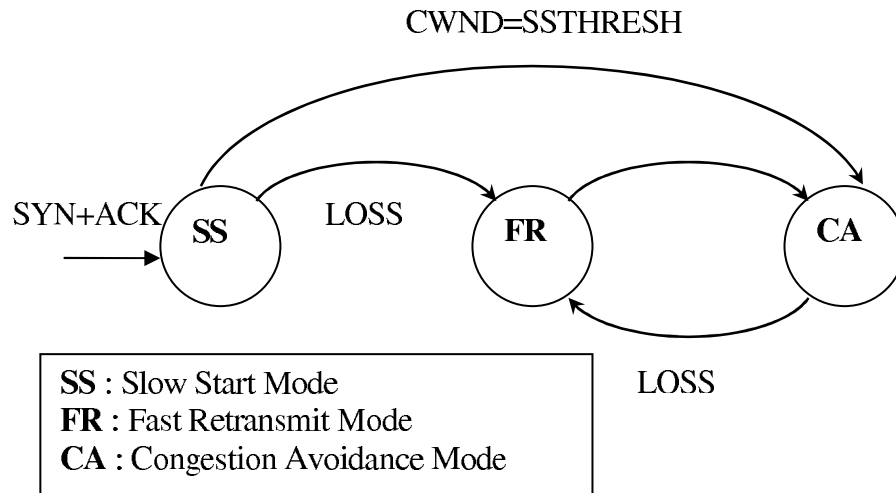 CWND=SSTHRESH
SYN+ACK
SS
LOSS
FR
CA
LOSS
SS : Slow Start Mode
FR : Fast Retransmit Mode
CA : Congestion Avoidance Mode